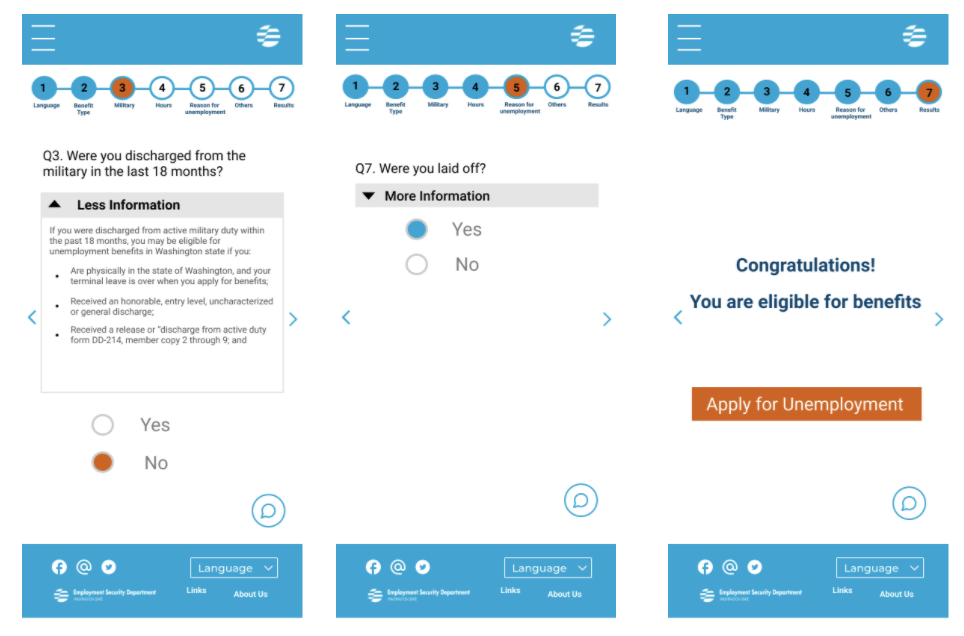 1 2 3 4 5 6 7
Language Benefit Military Hours Reason for Others Results
Type unemployment
Q3. Were you discharged from the
military in the last 18 months?
Less Information
If you were discharged from active military duty within
the past 18 months, you may be eligible for
unemployment benefits in Washington state if you:
Are physically in the state of Washington, and your
terminal leave is over when you apply for benefits;
Received an honorable, entry level, uncharacterized
or general discharge;
Received a release or "discharge from active duty
form DD-214, member copy 2 through 9; and
Yes
No
Language
Employment Security Department
WASHINGTON STATE
Links
About Us
1 2 3 4 5 6 7
Language Benefit Military Hours Reason for Others Results
Type unemployment
Q7. Were you laid off?
More Information
Yes
No
Language
Employment Security Department
WASHINGTON STATE
Links
About Us
1 2 3 4 5 6 7
Language Benefit Military Hours Reason for Others Results
Type unemployment
Congratulations!
You are eligible for benefits
Apply for Unemployment
Language
Employment Security Department
WASHINGTON STATE
Links
About Us